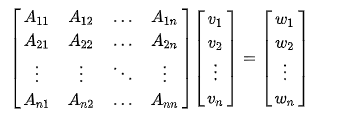 [ A₁₁ A₁₂ … A₁ₙ ] [ v₁ ] [ w₁ ]
[ A₂₁ A₂₂ … A₂ₙ ] [ v₂ ] = [ w₂ ]
[ ⋮ ⋮ ⋱ ⋮ ] [ ⋮ ] [ ⋮ ]
[ Aₙ₁ Aₙ₂ … Aₙₙ ] [ vₙ ] [ wₙ ]